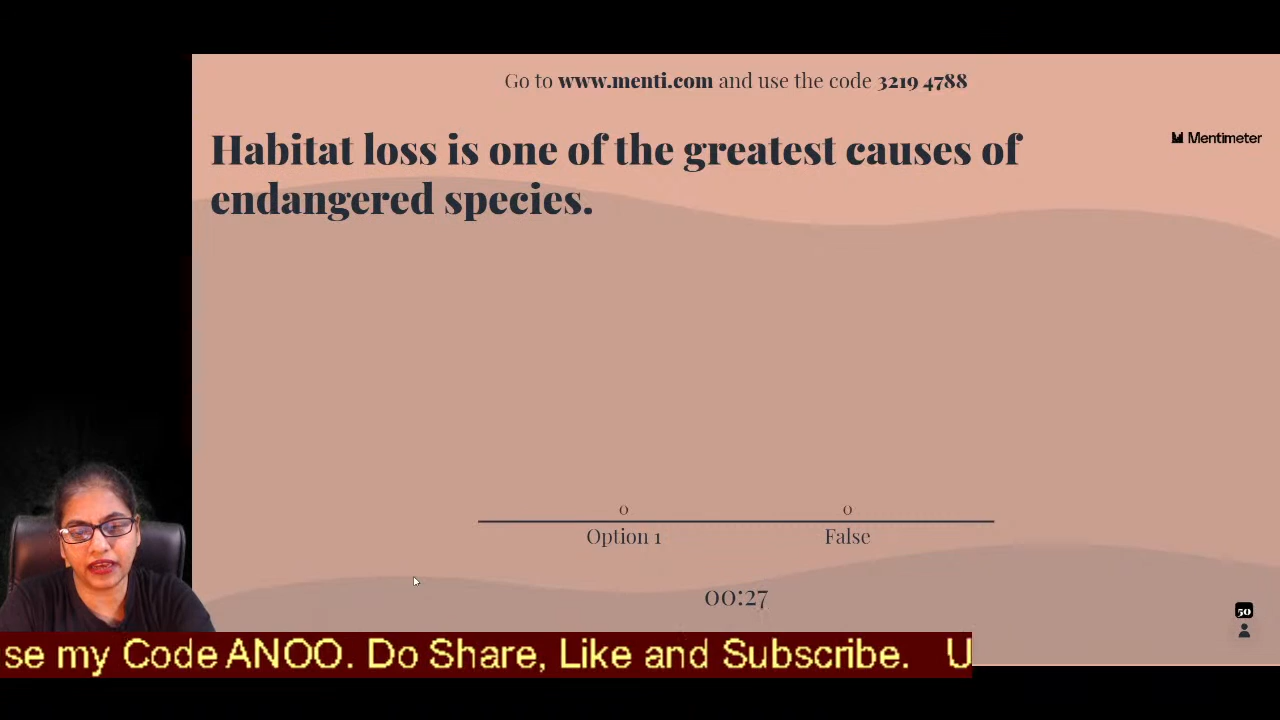 Go to www.menti.com and use the code 3219 4788
Habitat loss is one of the greatest causes of
endangered species.
Mentimeter
0 0
Option 1 False
00:27
50
se my Code ANOO. Do Share, Like and Subscribe. U